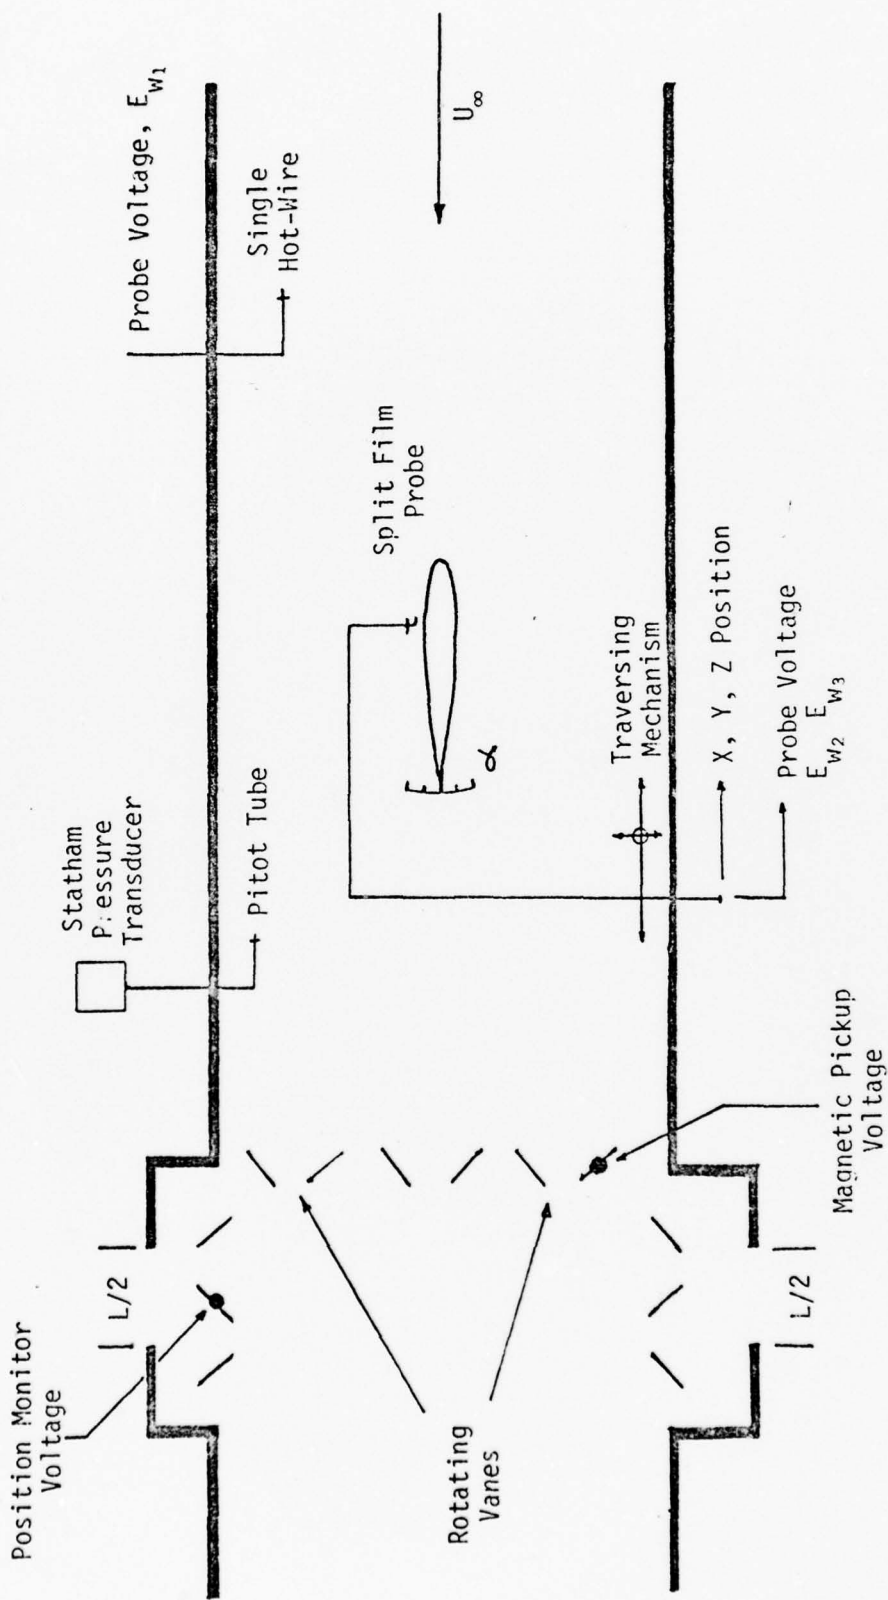 Position Monitor
Voltage
L/2
Statham
Pressure
Transducer
Pitot Tube
Probe Voltage, E_W1
Single
Hot-Wire
Split Film
Probe
α
U∞
Rotating
Vanes
Traversing
Mechanism
X, Y, Z Position
Probe Voltage
E_W2 E_W3
L/2
Magnetic Pickup
Voltage